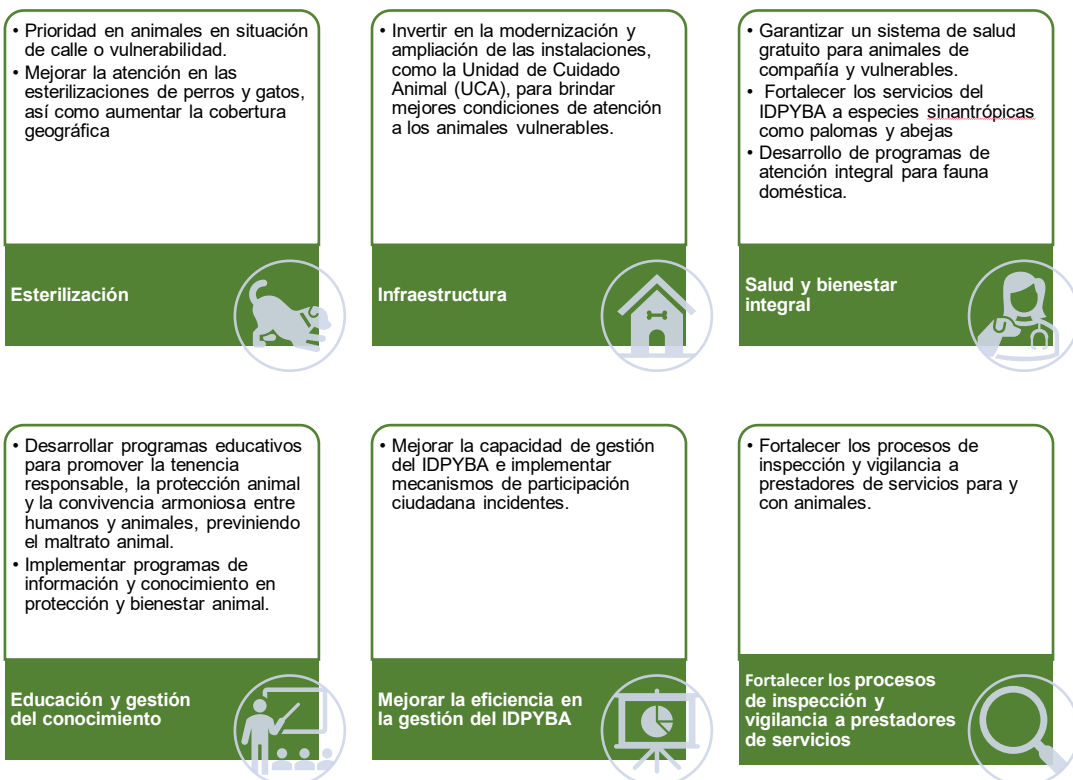 • Prioridad en animales en situación
de calle o vulnerabilidad.
• Mejorar la atención en las
esterilizaciones de perros y gatos,
así como aumentar la cobertura
geográfica
Esterilización
• Invertir en la modernización y
ampliación de las instalaciones,
como la Unidad de Cuidado
Animal (UCA), para brindar
mejores condiciones de atención
a los animales vulnerables.
Infraestructura
• Garantizar un sistema de salud
gratuito para animales de
compañía y vulnerables.
• Fortalecer los servicios del
IDPYBA a especies sinantrópicas
como palomas y abejas
• Desarrollo de programas de
atención integral para fauna
doméstica.
Salud y bienestar
integral
• Desarrollar programas educativos
para promover la tenencia
responsable, la protección animal
y la convivencia armoniosa entre
humanos y animales, previniendo
el maltrato animal.
• Implementar programas de
información y conocimiento en
protección y bienestar animal.
Educación y gestión
del conocimiento
• Mejorar la capacidad de gestión
del IDPYBA e implementar
mecanismos de participación
ciudadana incidentes.
Mejorar la eficiencia en
la gestión del IDPYBA
• Fortalecer los procesos de
inspección y vigilancia a
prestadores de servicios para y
con animales.
Fortalecer los procesos
de inspección y
vigilancia a prestadores
de servicios